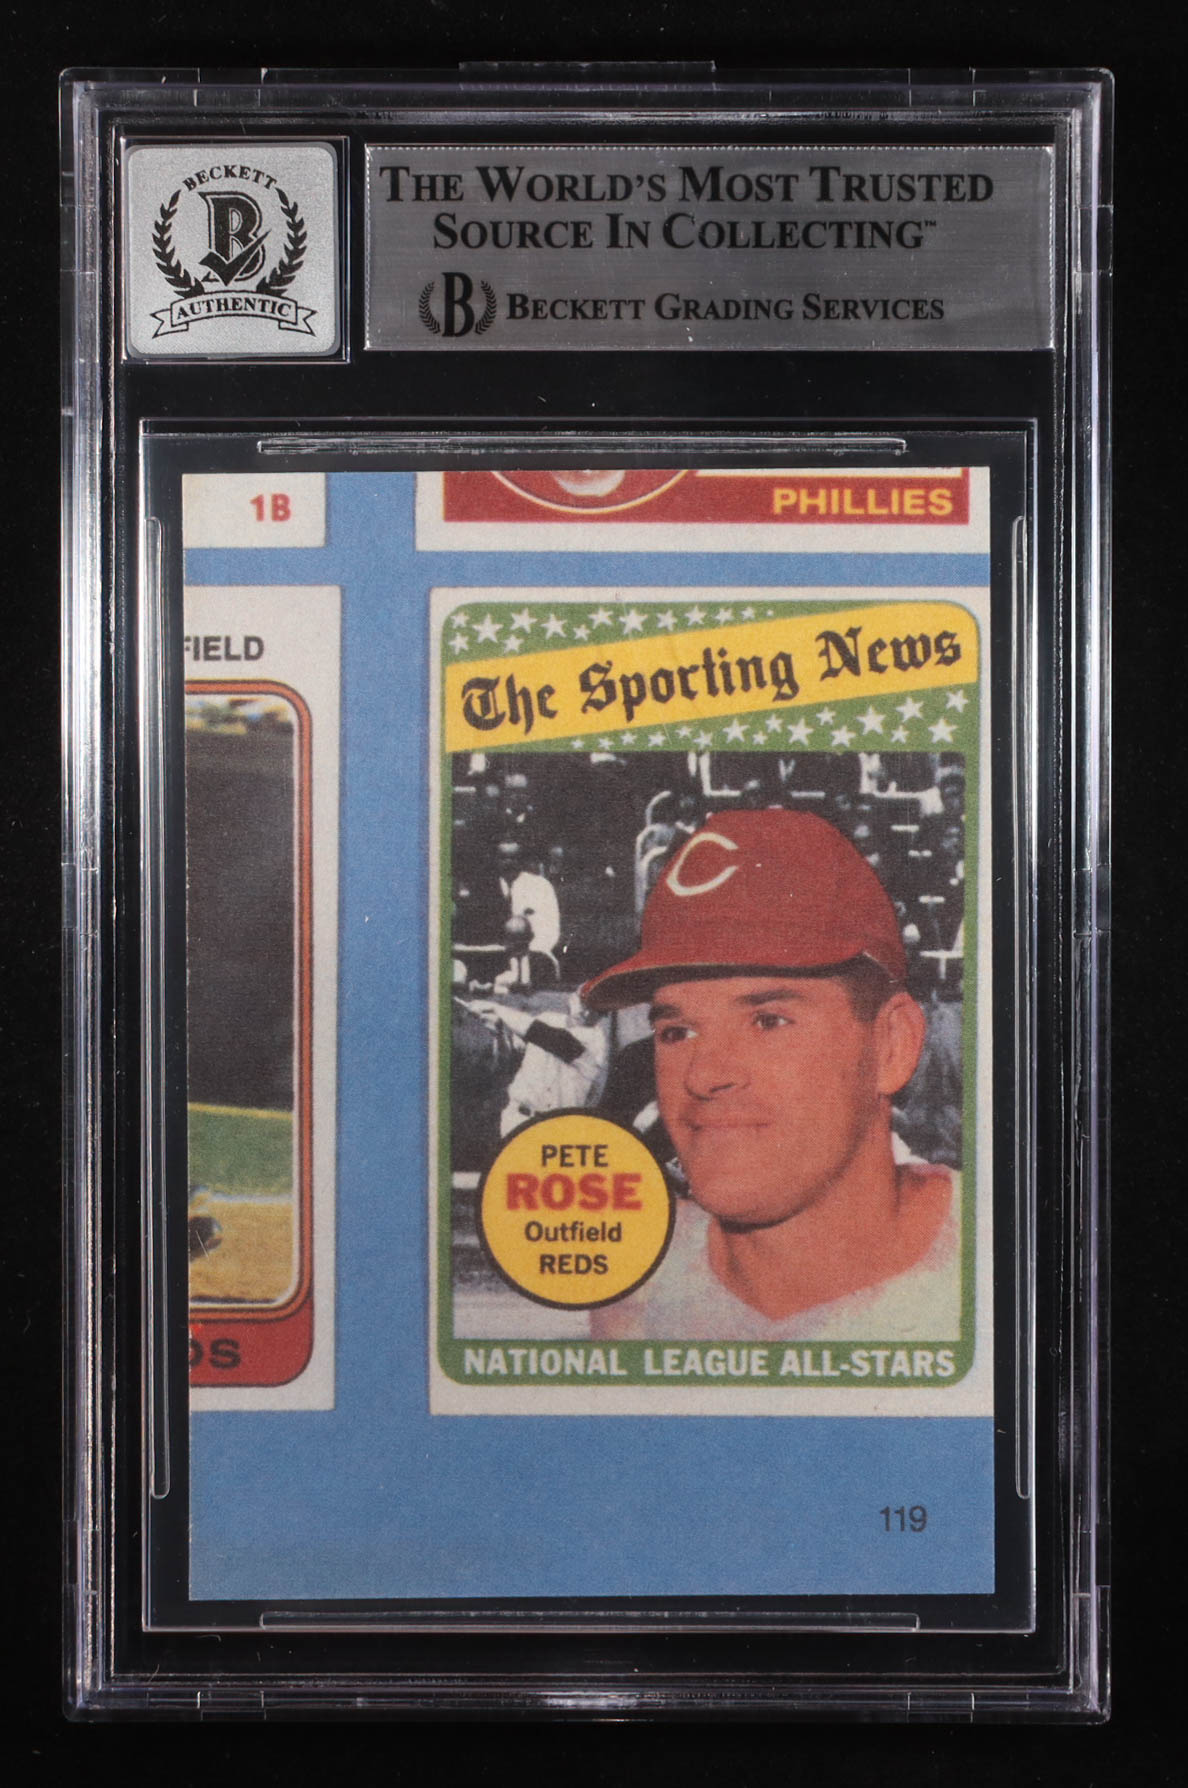 BECKETT
B
AUTHENTIC
THE WORLD'S MOST TRUSTED
SOURCE IN COLLECTING™
B BECKETT GRADING SERVICES
1B
PHILLIES
FIELD
The Sporting News
C
PETE
ROSE
Outfield
REDS
DS
NATIONAL LEAGUE ALL-STARS
119